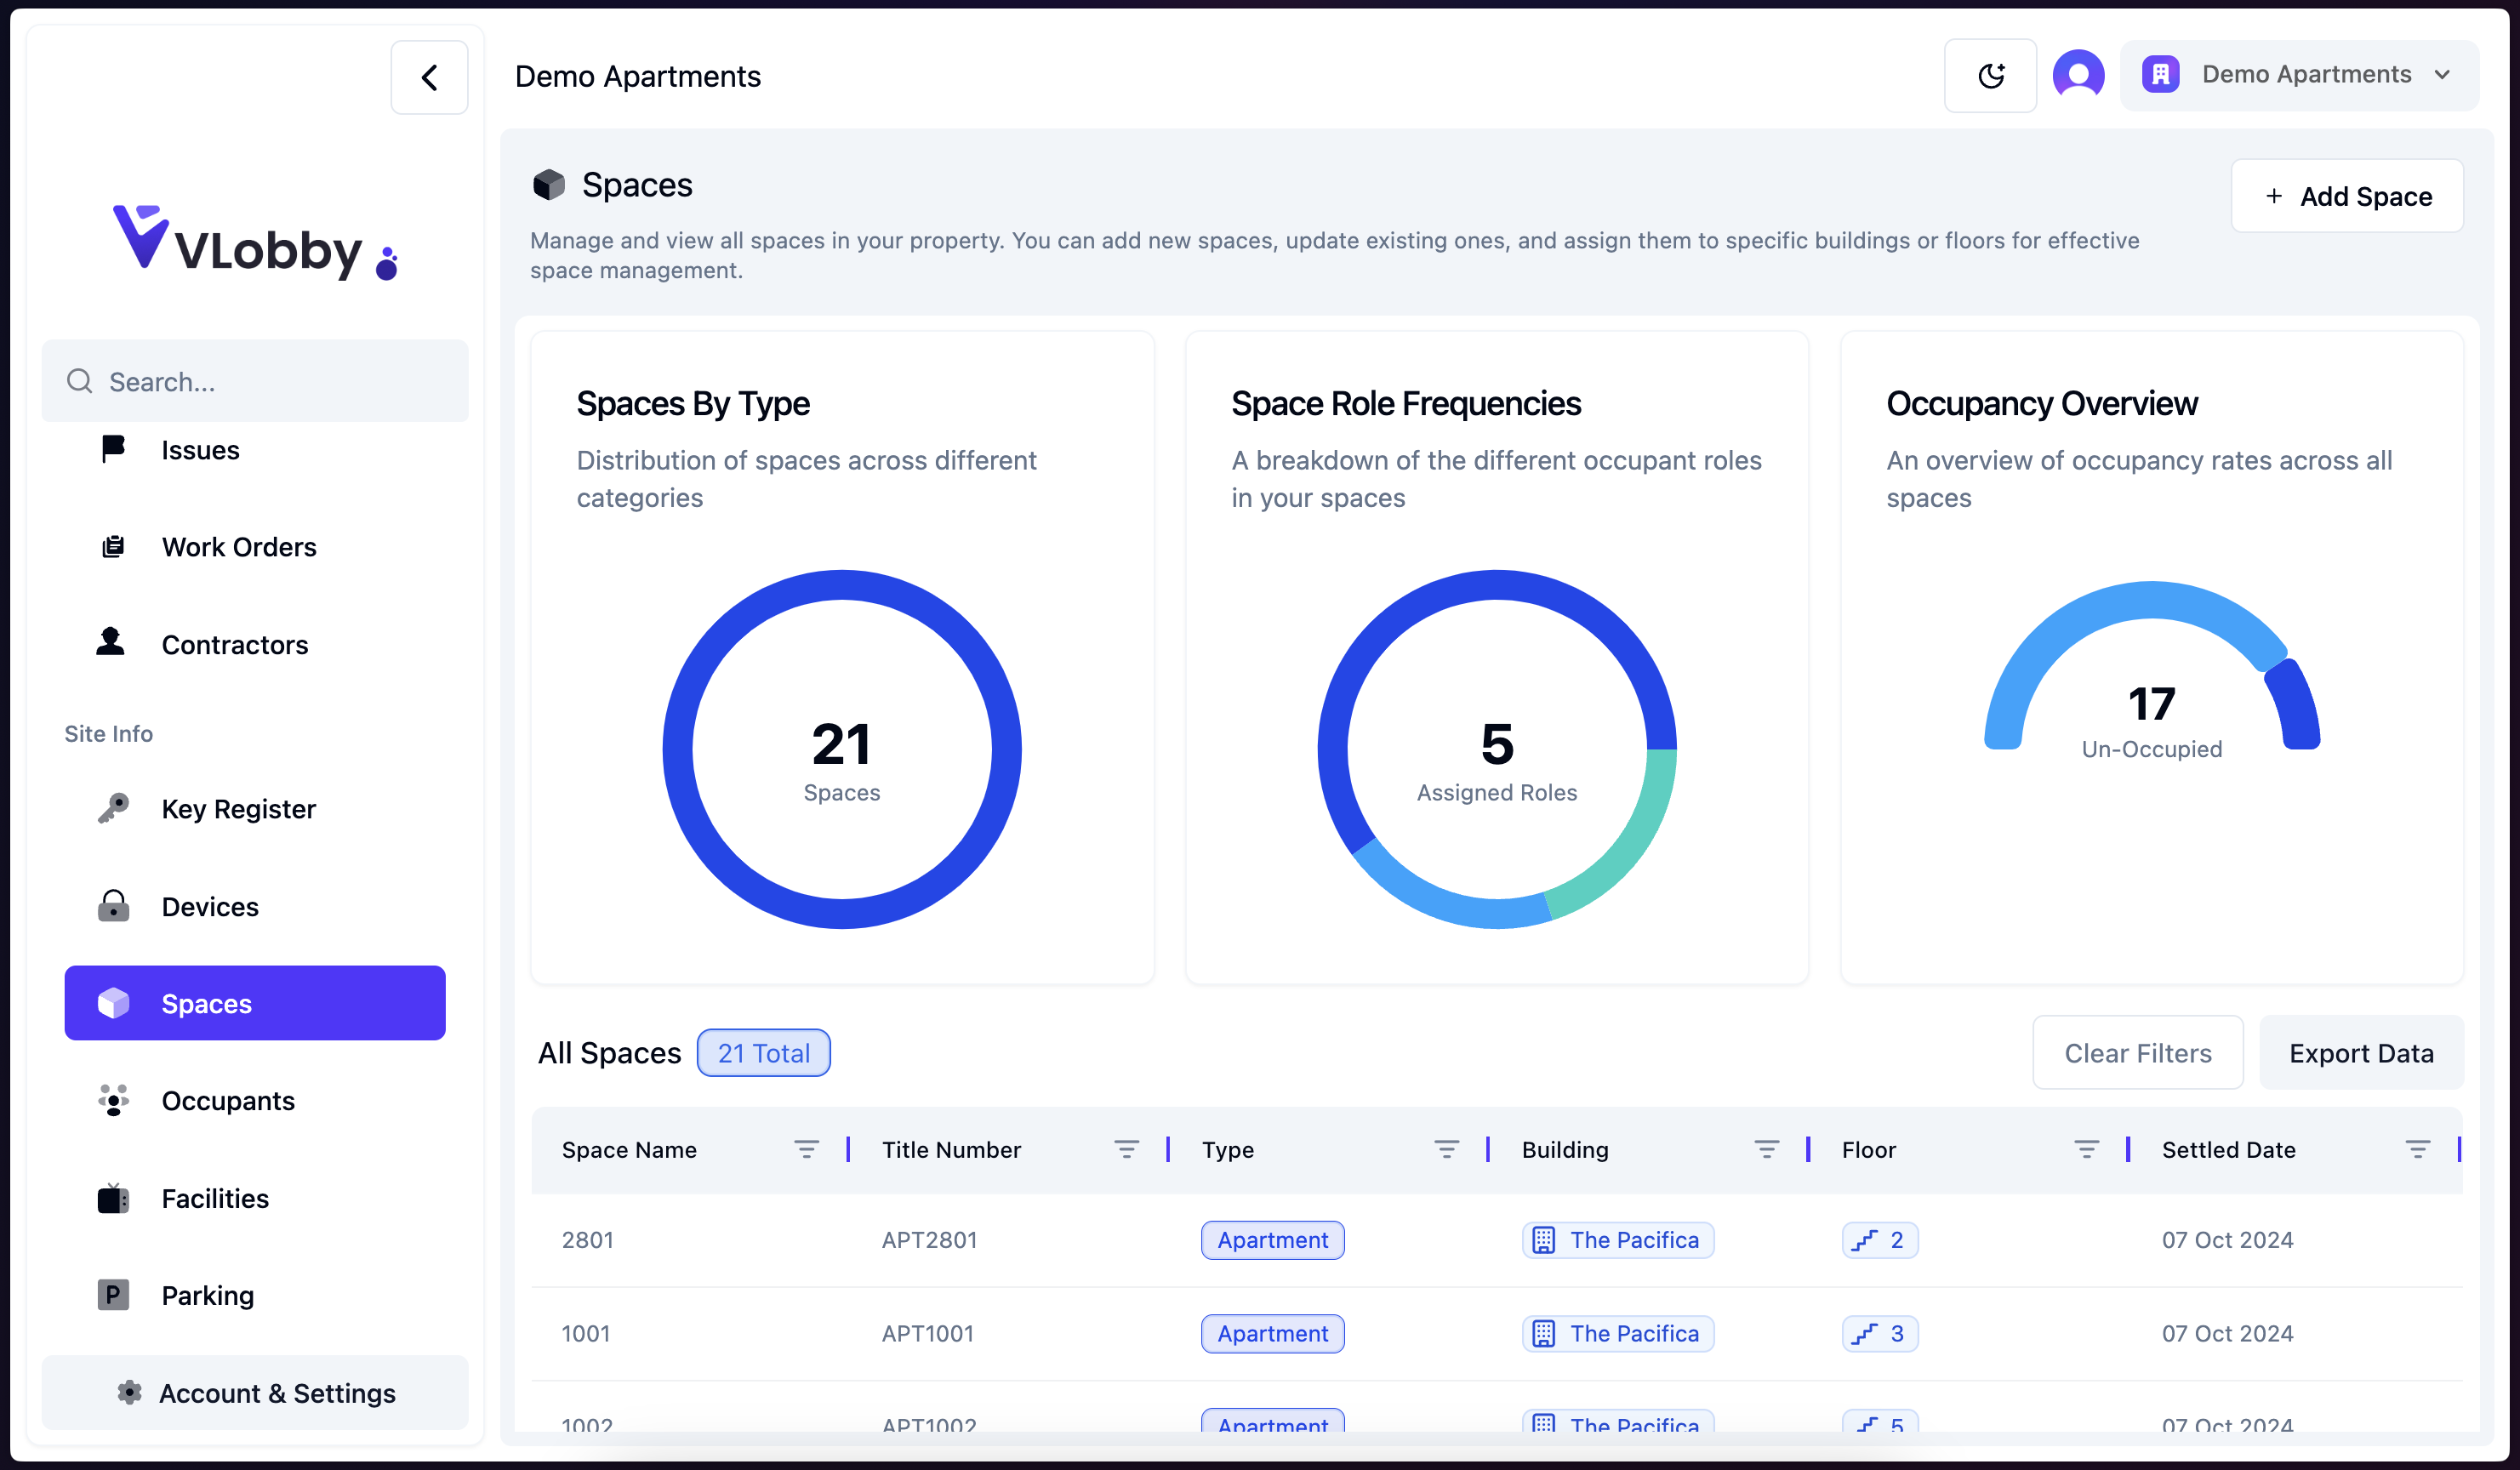 VLobby
Search...
Issues
Work Orders
Contractors
Site Info
Key Register
Devices
Spaces
Occupants
Facilities
P Parking
Account & Settings
Demo Apartments
Demo Apartments
Spaces
Manage and view all spaces in your property. You can add new spaces, update existing ones, and assign them to specific buildings or floors for effective
space management.
+ Add Space
Spaces By Type
Distribution of spaces across different
categories
21
Spaces
Space Role Frequencies
A breakdown of the different occupant roles
in your spaces
5
Assigned Roles
Occupancy Overview
An overview of occupancy rates across all
spaces
17
Un-Occupied
All Spaces 21 Total Clear Filters Export Data
Space Name Title Number Type Building Floor Settled Date
2801 APT2801 Apartment The Pacifica 2 07 Oct 2024
1001 APT1001 Apartment The Pacifica 3 07 Oct 2024
1002 APT1002 Apartment The Pacifica 5 07 Oct 2024